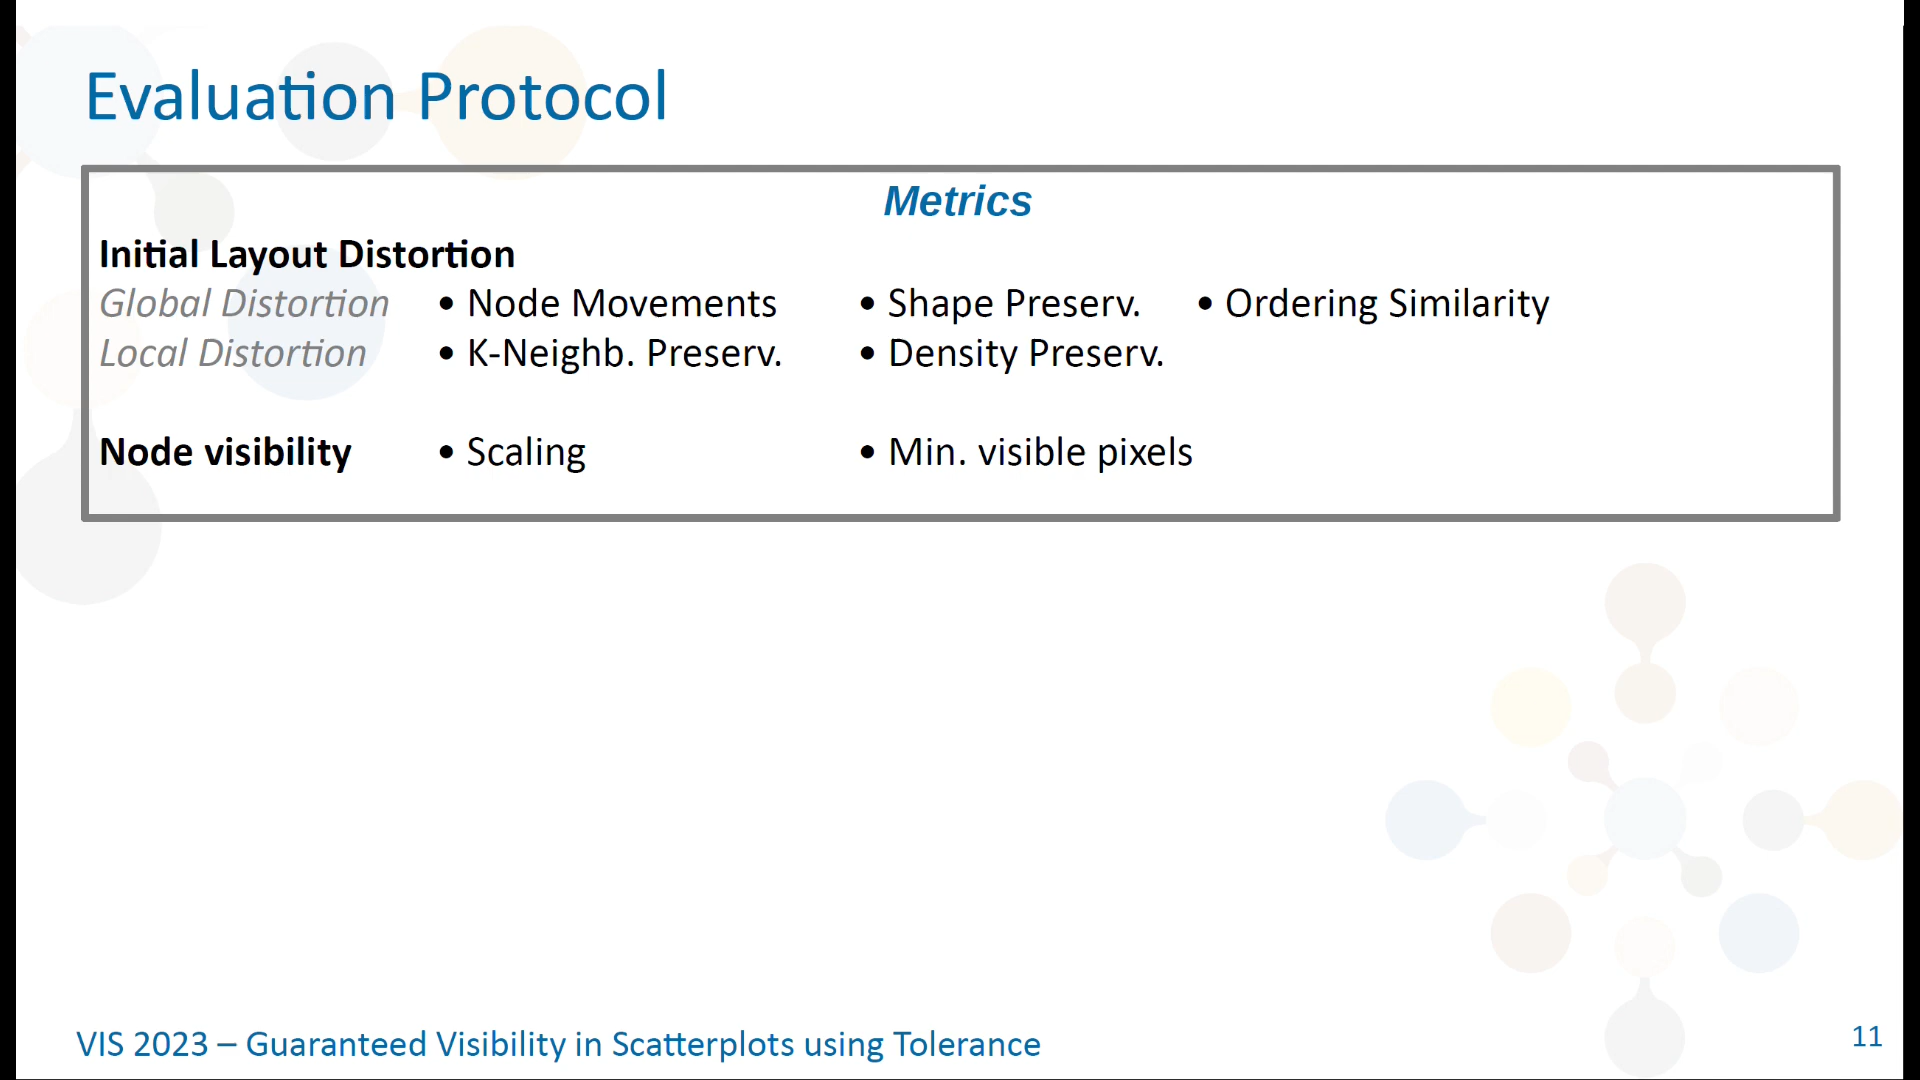 Evaluation Protocol
Metrics
Initial Layout Distortion
Global Distortion • Node Movements • Shape Preserv. • Ordering Similarity
Local Distortion • K-Neighb. Preserv. • Density Preserv.
Node visibility • Scaling • Min. visible pixels
VIS 2023 – Guaranteed Visibility in Scatterplots using Tolerance
11